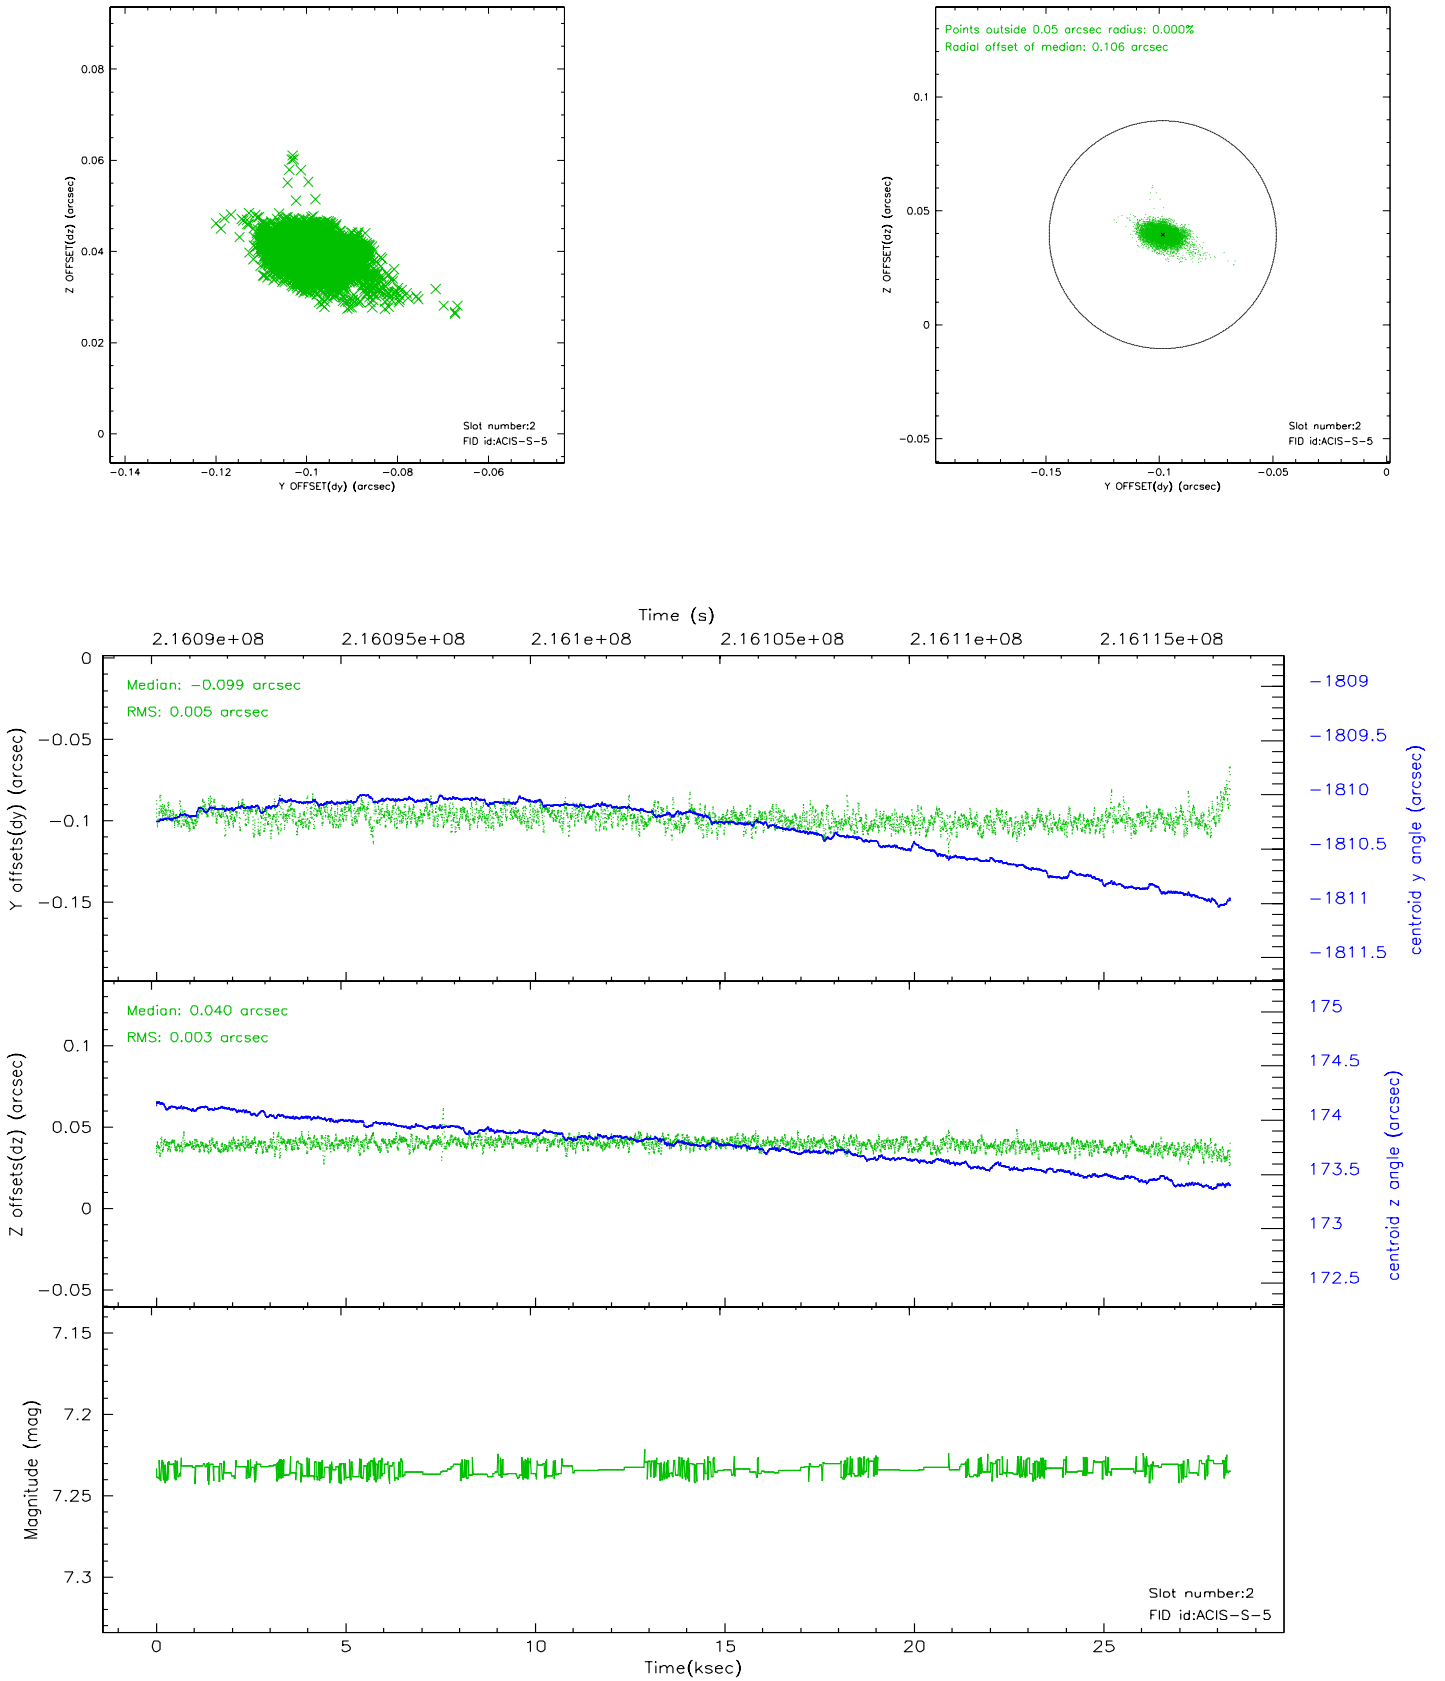 0.08
0.06
0.04
0.02
0
Z OFFSET(dz) (arcsec)
Slot number:2
FID id:ACIS-S-5
-0.14
-0.12
-0.1
-0.08
-0.06
Y OFFSET(dy) (arcsec)
Points outside 0.05 arcsec radius: 0.000%
Radial offset of median: 0.106 arcsec
0.1
0.05
0
-0.05
Z OFFSET(dz) (arcsec)
Slot number:2
FID id:ACIS-S-5
-0.15
-0.1
-0.05
0
Y OFFSET(dy) (arcsec)
Time (s)
2.1609e+08
2.16095e+08
2.161e+08
2.16105e+08
2.1611e+08
2.16115e+08
0
-0.05
-0.1
-0.15
Y offsets(dy) (arcsec)
Median: -0.099 arcsec
RMS: 0.005 arcsec
-1809
-1809.5
-1810
-1810.5
-1811
-1811.5
centroid y angle (arcsec)
0.1
0.05
0
-0.05
Z offsets(dz) (arcsec)
Median: 0.040 arcsec
RMS: 0.003 arcsec
175
174.5
174
173.5
173
172.5
centroid z angle (arcsec)
7.15
7.2
7.25
7.3
Magnitude (mag)
Slot number:2
FID id:ACIS-S-5
0
5
10
15
20
25
Time(ksec)